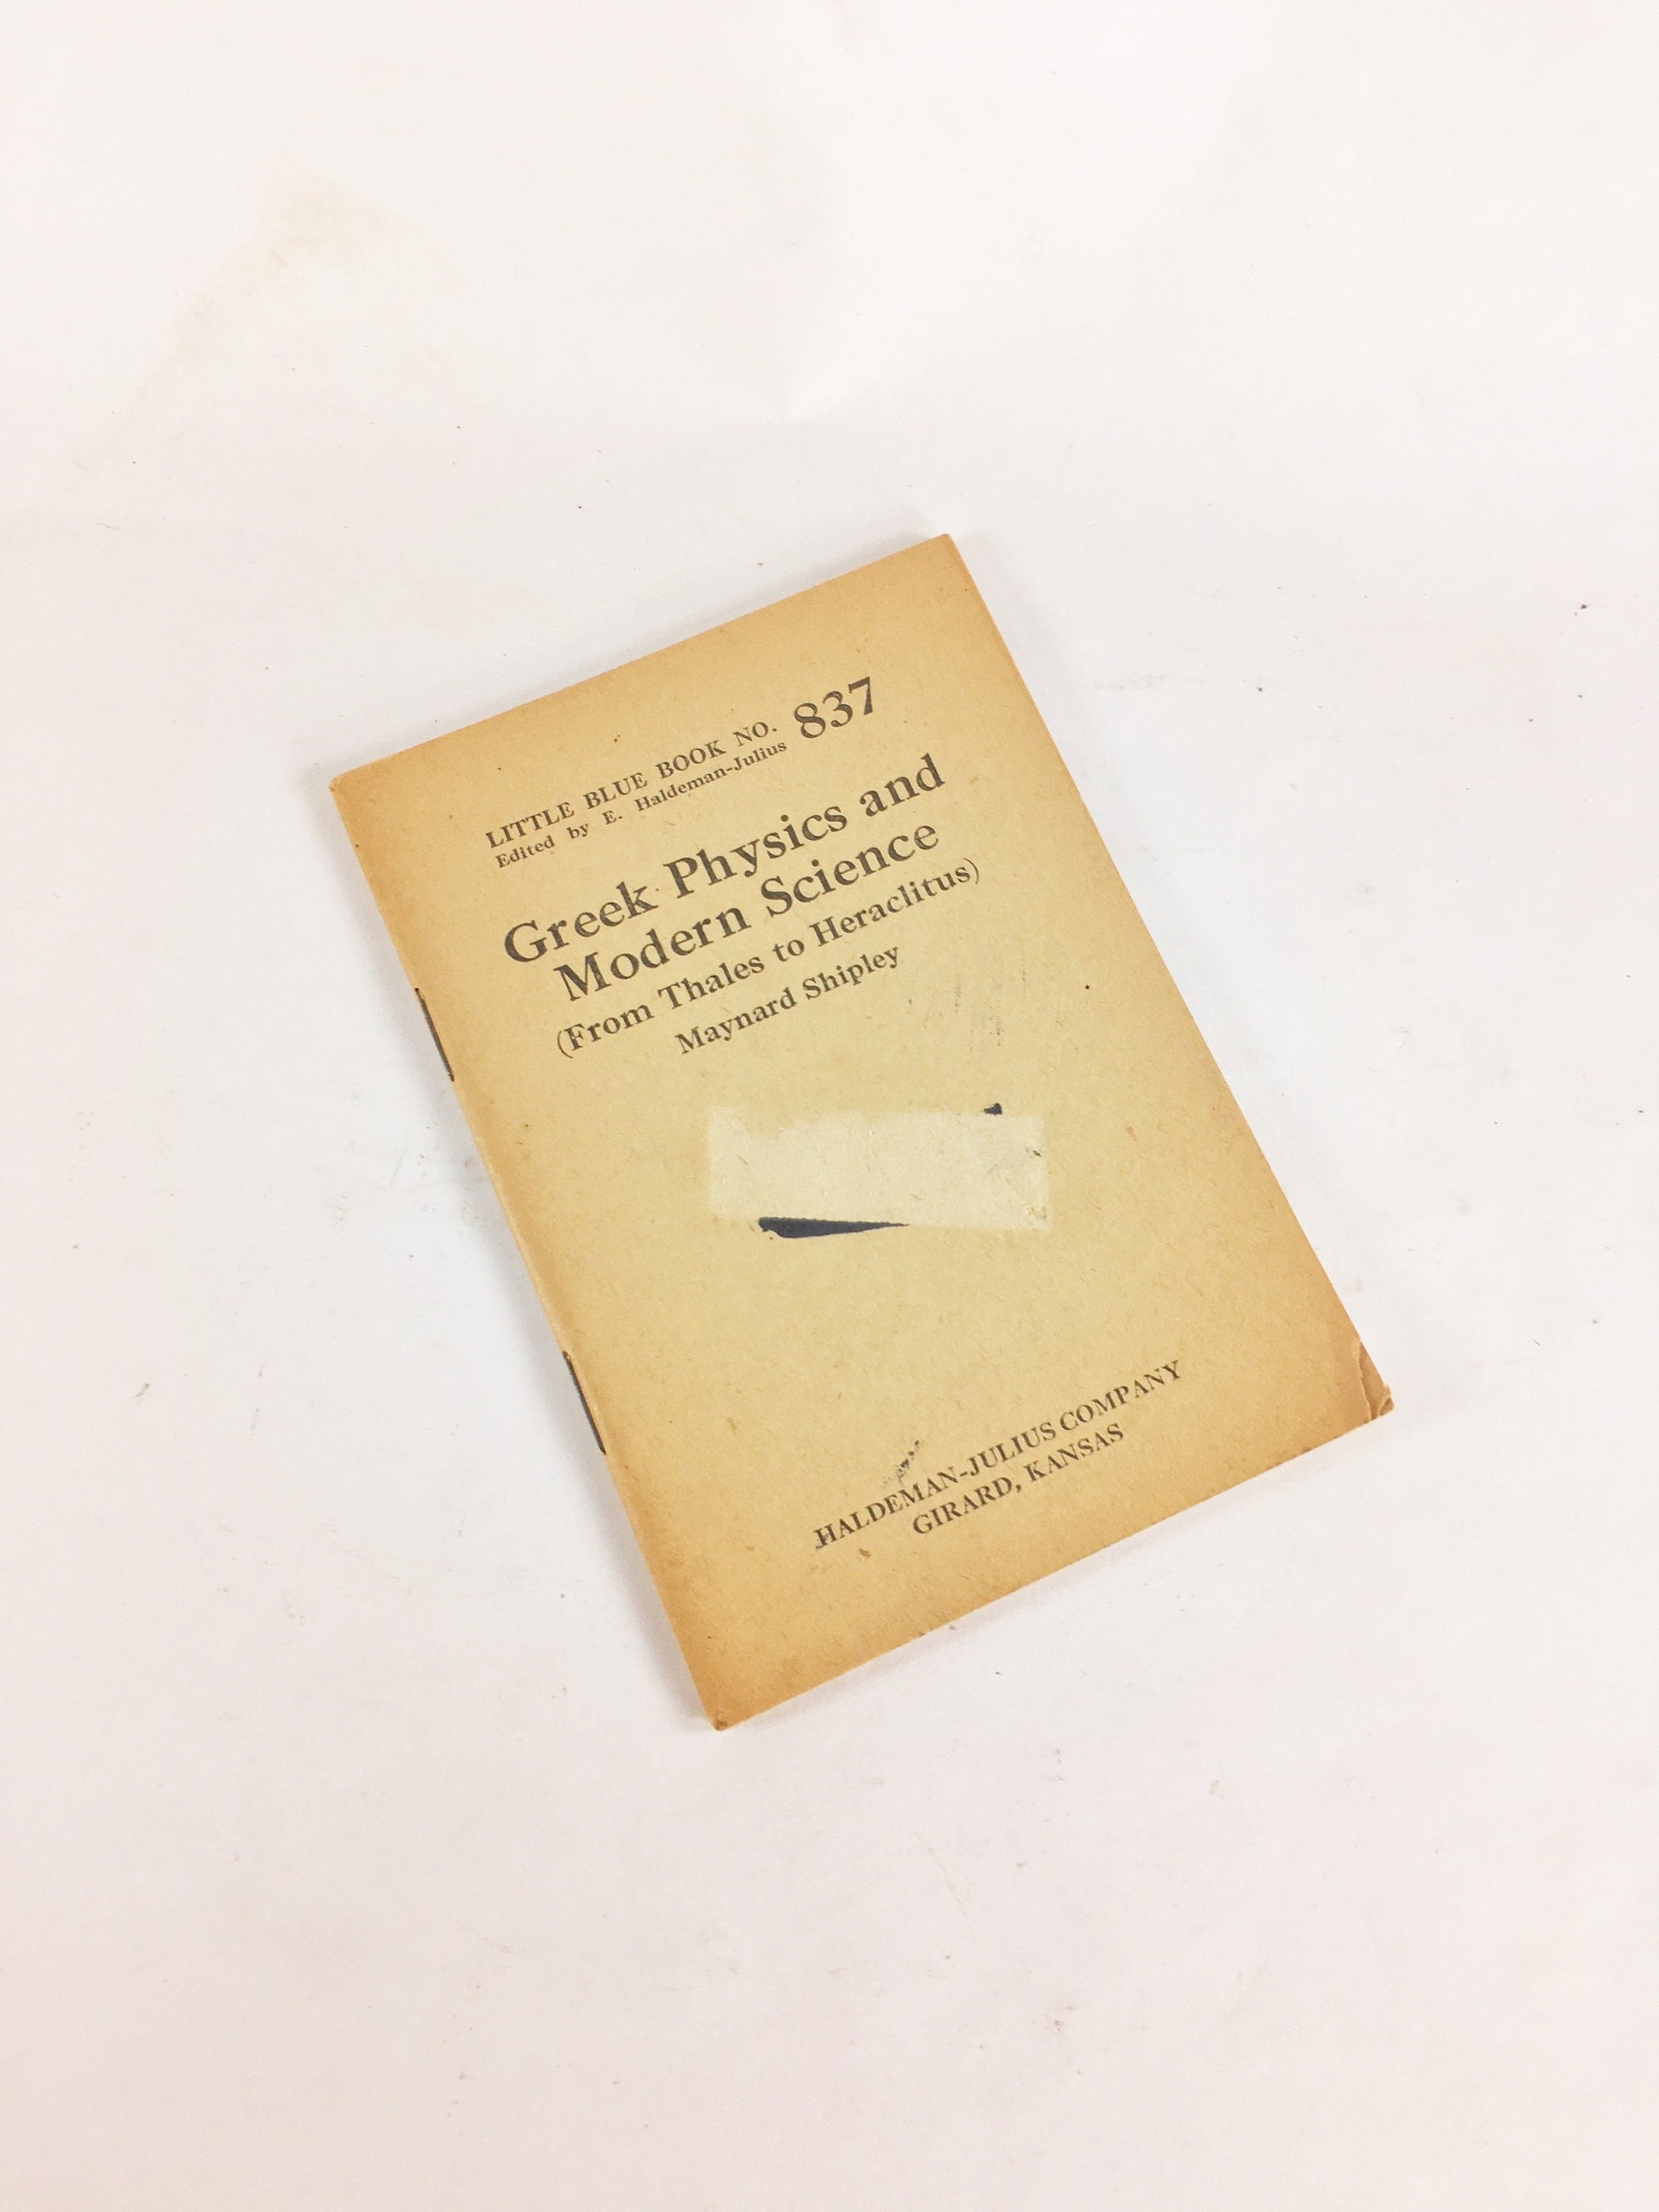 LITTLE BLUE BOOK NO. 837
Edited by E. Haldeman-Julius
Greek Physics and
Modern Science
(From Thales to Heraclitus)
Maynard Shipley
HALDEMAN-JULIUS COMPANY
GIRARD, KANSAS